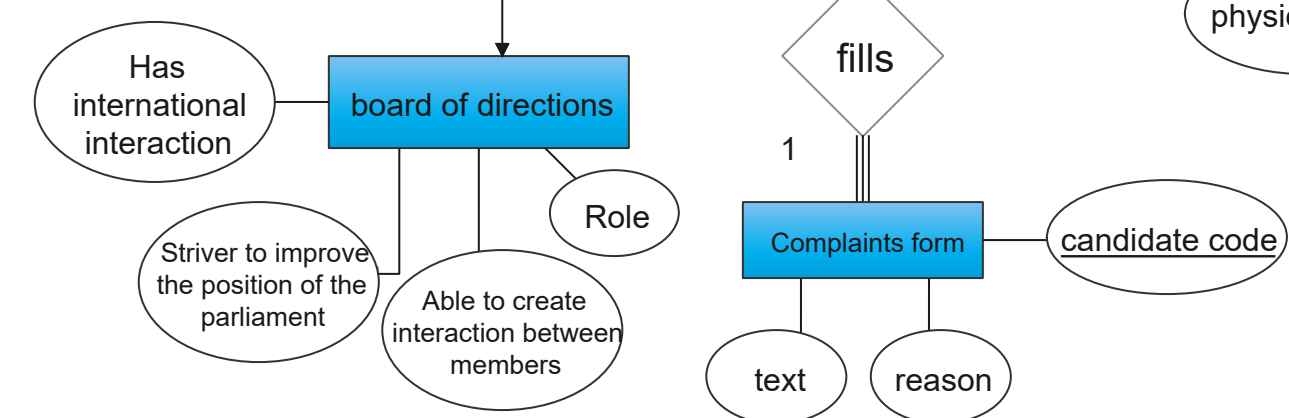 Has
international
interaction
board of directions
Role
Striver to improve
the position of the
parliament
Able to create
interaction between
members
fills
1
Complaints form
candidate code
text
reason